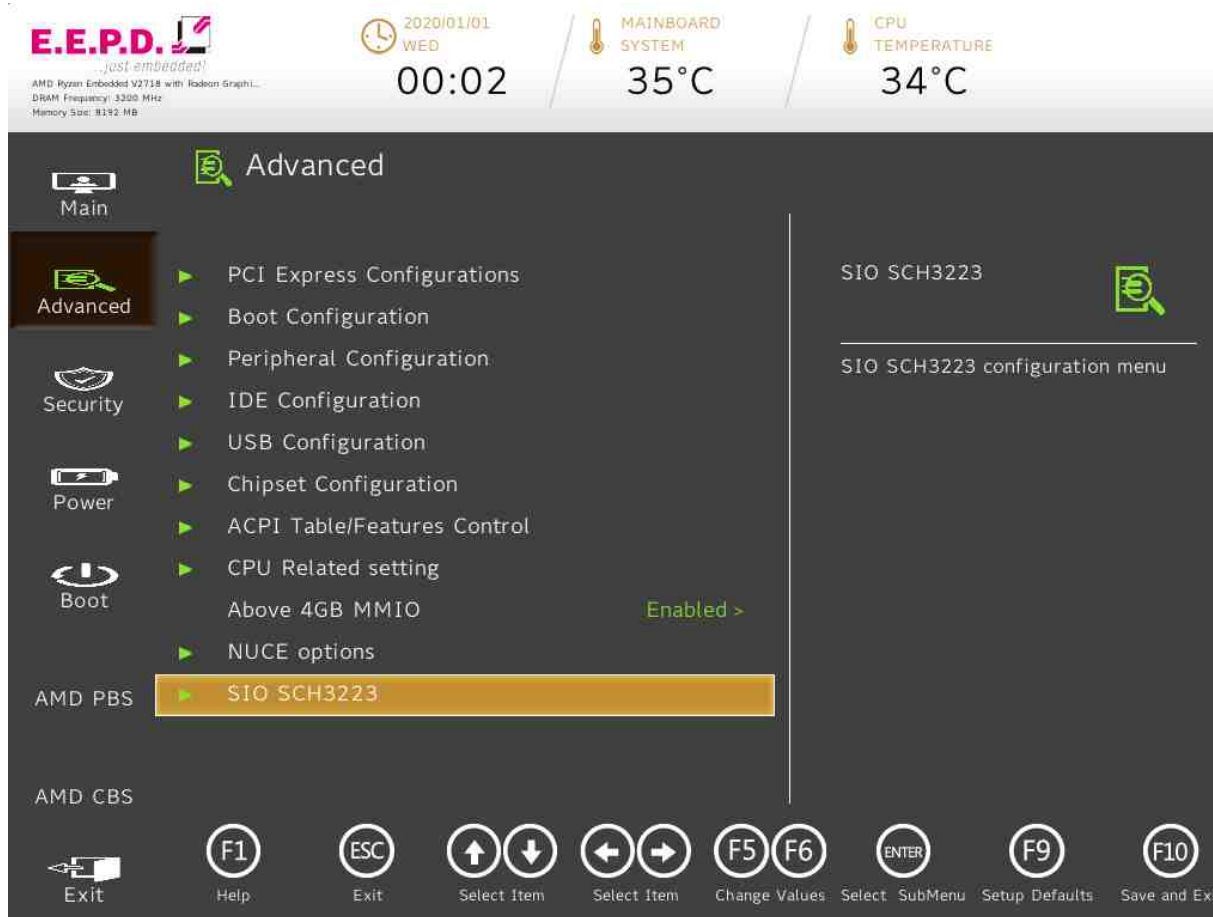 E.E.P.D.
...just embedded!
AMD Ryzen Embedded V2718 with Radeon Graphi...
DRAM Frequency: 3200 MHz
Memory Size: 8192 MB
2020/01/01
WED
00:02
MAINBOARD
SYSTEM
35°C
CPU
TEMPERATURE
34°C
Main
Advanced
Security
Power
Boot
AMD PBS
AMD CBS
Exit
Advanced
PCI Express Configurations
Boot Configuration
Peripheral Configuration
IDE Configuration
USB Configuration
Chipset Configuration
ACPI Table/Features Control
CPU Related setting
Above 4GB MMIO Enabled >
NUCE options
SIO SCH3223
SIO SCH3223
SIO SCH3223 configuration menu
F1
Help
ESC
Exit
Select Item
Select Item
F5 F6
Change Values
ENTER
Select SubMenu
F9
Setup Defaults
F10
Save and Ex